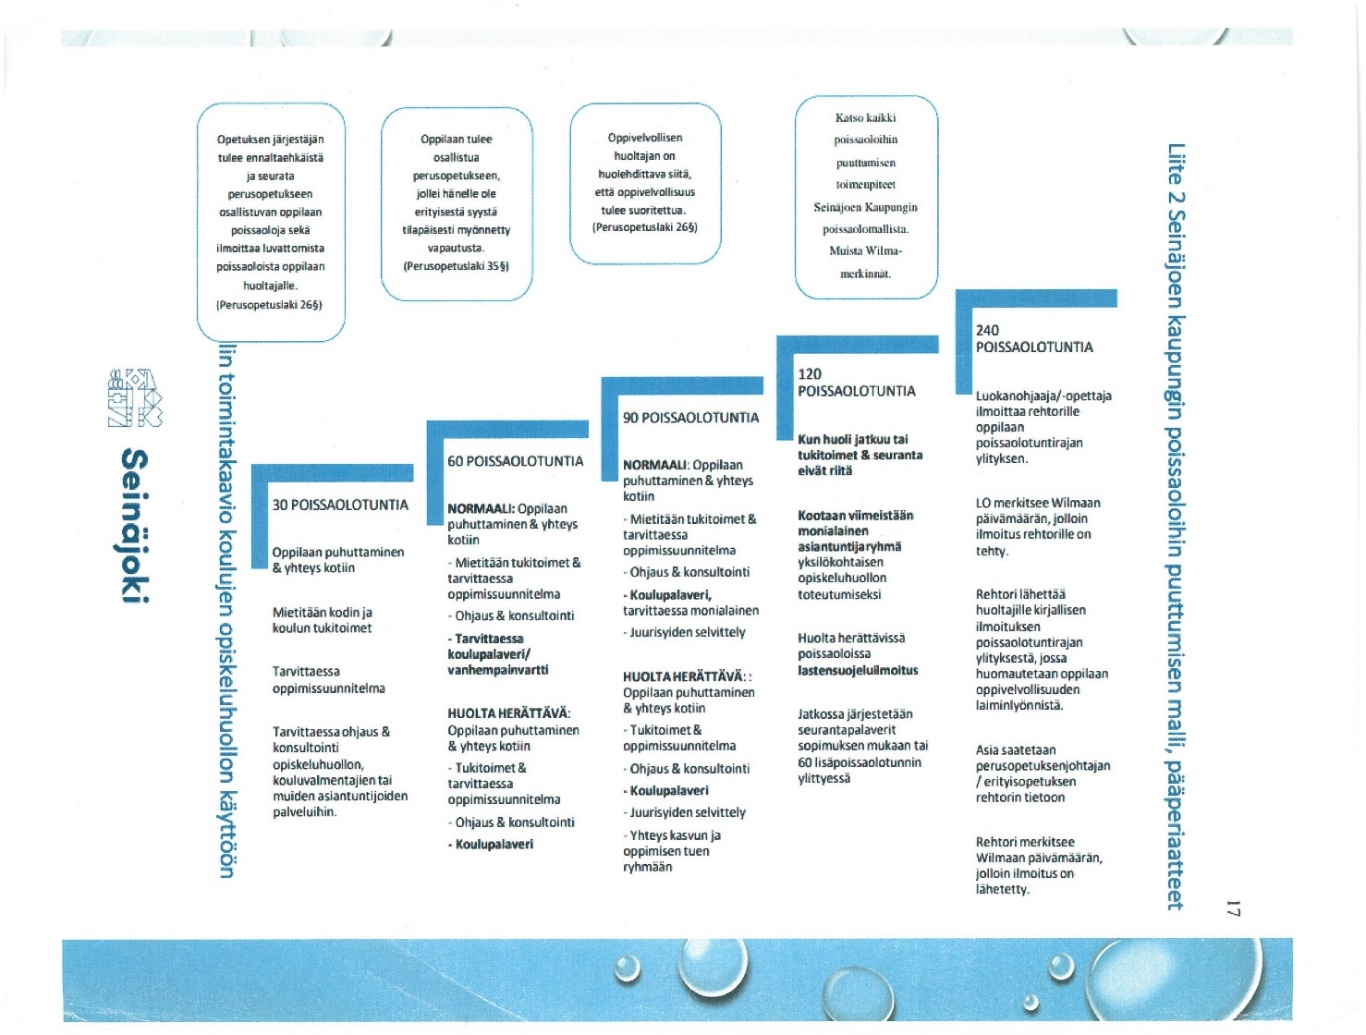 Liite 2 Seinäjoen kaupungin poissaoloihin puuttumisen malli, pääperiaatteet
Opetuksen järjestäjän
tulee ennaltaehkäistä
ja seurata
perusopetukseen
osallistuvan oppilaan
poissaoloja sekä
ilmoittaa luvattomista
poissaoloista oppilaan
huoltajalle.
(Perusopetuslaki 26§)
Oppilaan tulee
osallistua
perusopetukseen,
jollei hänelle ole
erityisestä syystä
tilapäisesti myönnetty
vapautusta.
(Perusopetuslaki 35§)
Oppivelvollisen
huoltajan on
huolehdittava siitä,
että oppivelvollisuus
tulee suoritettua.
(Perusopetuslaki 26§)
Katso kaikki
poissaoloihin
puuttumisen
toimenpiteet
Seinäjoen Kaupungin
poissaolomallista.
Muista Wilma-
merkinnät.
lin toimintakaavio koulujen opiskeluhuollon käyttöön
30 POISSAOLOTUNTIA
Oppilaan puhuttaminen
& yhteys kotiin
Mietitään kodin ja
koulun tukitoimet
Tarvittaessa
oppimissuunnitelma
Tarvittaessa ohjaus &
konsultointi
opiskeluhuollon,
kouluvalmentajien tai
muiden asiantuntijoiden
palveluihin.
60 POISSAOLOTUNTIA
NORMAALI: Oppilaan
puhuttaminen & yhteys
kotiin
- Mietitään tukitoimet &
tarvittaessa
oppimissuunnitelma
- Ohjaus & konsultointi
- Tarvittaessa
koulupalaveri/
vanhempainvartti
HUOLTA HERÄTTÄVÄ:
Oppilaan puhuttaminen
& yhteys kotiin
- Tukitoimet &
tarvittaessa
oppimissuunnitelma
- Ohjaus & konsultointi
- Koulupalaveri
90 POISSAOLOTUNTIA
NORMAALI: Oppilaan
puhuttaminen & yhteys
kotiin
- Mietitään tukitoimet &
tarvittaessa
oppimissuunnitelma
- Ohjaus & konsultointi
- Koulupalaveri,
tarvittaessa monialainen
- Juurisyiden selvittely
HUOLTA HERÄTTÄVÄ: :
Oppilaan puhuttaminen
& yhteys kotiin
- Tukitoimet &
oppimissuunnitelma
- Ohjaus & konsultointi
- Koulupalaveri
- Juurisyiden selvittely
- Yhteys kasvun ja
oppimisen tuen
ryhmään
120
POISSAOLOTUNTIA
Kun huoli jatkuu tai
tukitoimet & seuranta
eivät riitä
Kootaan viimeistään
monialainen
asiantuntijaryhmä
yksilökohtaisen
opiskeluhuollon
toteutumiseksi
Huolta herättävissä
poissaoloissa
lastensuojeluilmoitus
Jatkossa järjestetään
seurantapalaverit
sopimuksen mukaan tai
60 lisäpoissaolotunnin
ylittyessä
240
POISSAOLOTUNTIA
Luokanohjaaja/-opettaja
ilmoittaa rehtorille
oppilaan
poissaolotuntirajan
ylityksen.
LO merkitsee Wilmaan
päivämäärän, jolloin
ilmoitus rehtorille on
tehty.
Rehtori lähettää
huoltajille kirjallisen
ilmoituksen
poissaolotuntirajan
ylityksestä, jossa
huomautetaan oppilaan
oppivelvollisuuden
laiminlyönnistä.
Asia saatetaan
perusopetuksenjohtajan
/ erityisopetuksen
rehtorin tietoon
Rehtori merkitsee
Wilmaan päivämäärän,
jolloin ilmoitus on
lähetetty.
Seinäjoki
17